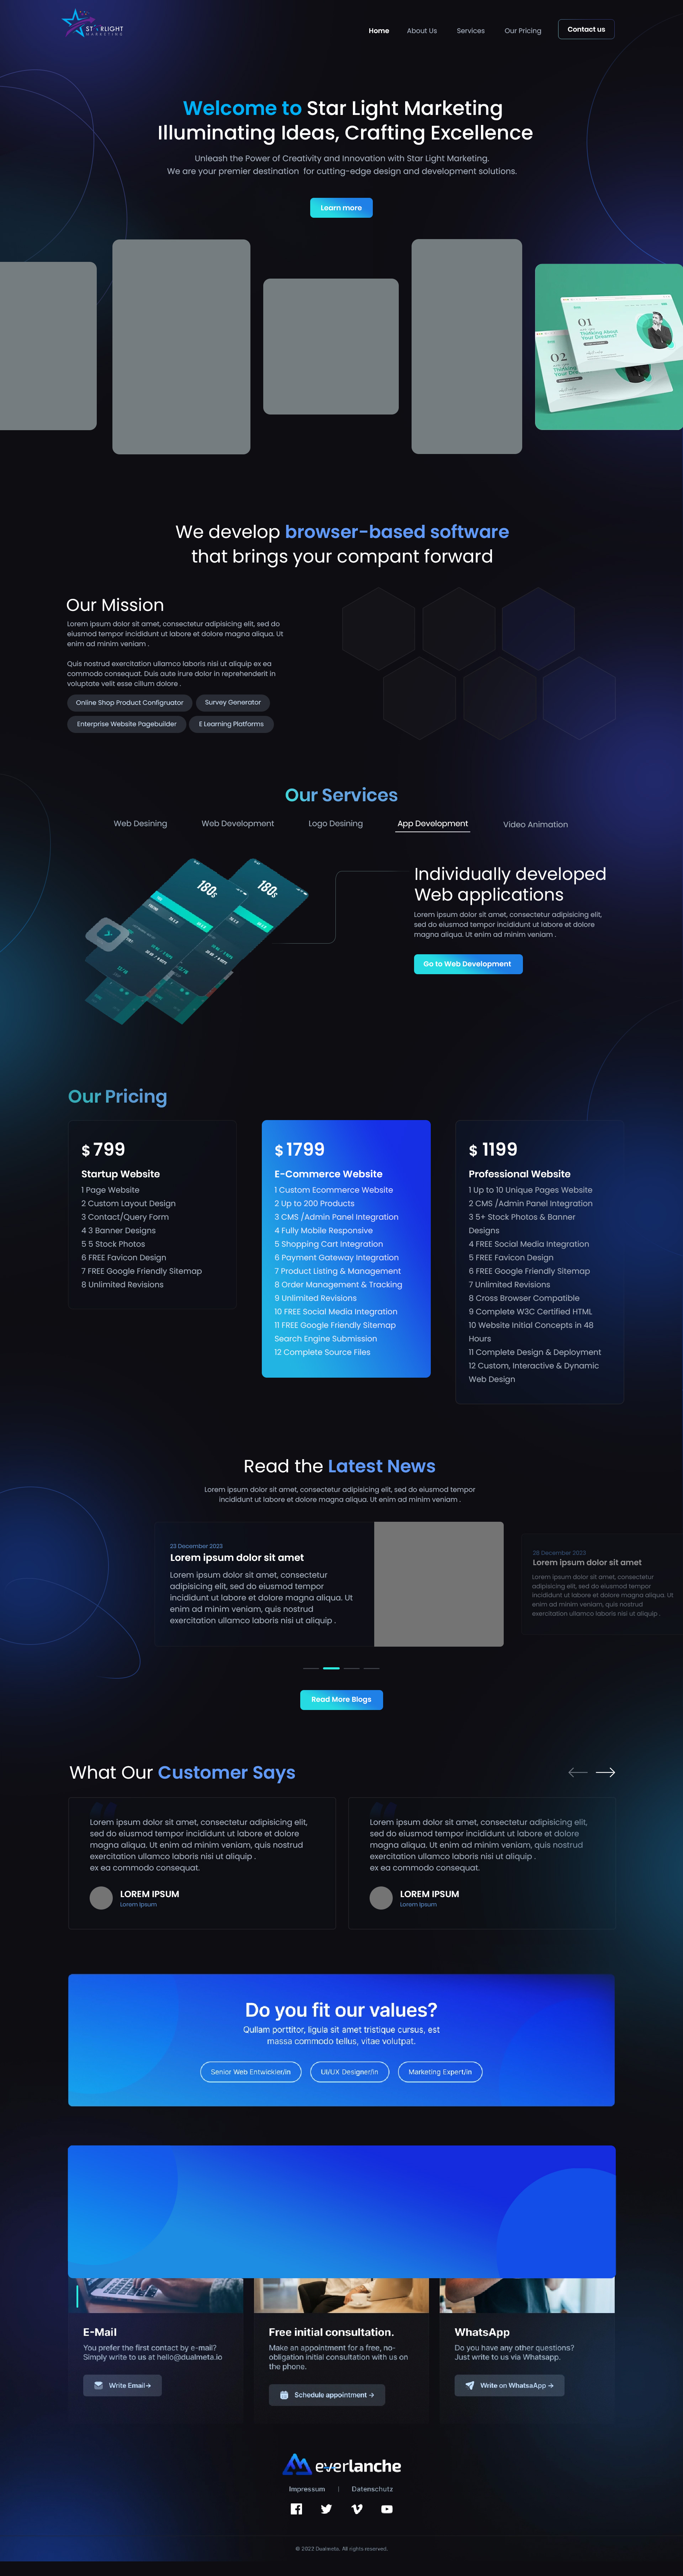 ST RLIGHT
MARKETING
Home
About Us
Services
Our Pricing
Contact us
Welcome to Star Light Marketing
Illuminating Ideas, Crafting Excellence
Unleash the Power of Creativity and Innovation with Star Light Marketing.
We are your premier destination for cutting-edge design and development solutions.
Learn more
01
Thinking About
Your Dreams?
02
Thinking
Your Dre
We develop browser-based software
that brings your compant forward
Our Mission
Lorem ipsum dolor sit amet, consectetur adipisicing elit, sed do
eiusmod tempor incididunt ut labore et dolore magna aliqua. Ut
enim ad minim veniam .
Quis nostrud exercitation ullamco laboris nisi ut aliquip ex ea
commodo consequat. Duis aute irure dolor in reprehenderit in
voluptate velit esse cillum dolore .
Online Shop Product Configruator
Survey Generator
Enterprise Website Pagebuilder
E Learning Platforms
Our Services
Web Desining
Web Development
Logo Desining
App Development
Video Animation
180s
180s
Individually developed
Web applications
Lorem ipsum dolor sit amet, consectetur adipisicing elit,
sed do eiusmod tempor incididunt ut labore et dolore
magna aliqua. Ut enim ad minim veniam .
Go to Web Development
Our Pricing
$ 799
Startup Website
1 Page Website
2 Custom Layout Design
3 Contact/Query Form
4 3 Banner Designs
5 5 Stock Photos
6 FREE Favicon Design
7 FREE Google Friendly Sitemap
8 Unlimited Revisions
$ 1799
E-Commerce Website
1 Custom Ecommerce Website
2 Up to 200 Products
3 CMS /Admin Panel Integration
4 Fully Mobile Responsive
5 Shopping Cart Integration
6 Payment Gateway Integration
7 Product Listing & Management
8 Order Management & Tracking
9 Unlimited Revisions
10 FREE Social Media Integration
11 FREE Google Friendly Sitemap
Search Engine Submission
12 Complete Source Files
$ 1199
Professional Website
1 Up to 10 Unique Pages Website
2 CMS /Admin Panel Integration
3 5+ Stock Photos & Banner
Designs
4 FREE Social Media Integration
5 FREE Favicon Design
6 FREE Google Friendly Sitemap
7 Unlimited Revisions
8 Cross Browser Compatible
9 Complete W3C Certified HTML
10 Website Initial Concepts in 48
Hours
11 Complete Design & Deployment
12 Custom, Interactive & Dynamic
Web Design
Read the Latest News
Lorem ipsum dolor sit amet, consectetur adipisicing elit, sed do eiusmod tempor
incididunt ut labore et dolore magna aliqua. Ut enim ad minim veniam .
23 December 2023
Lorem ipsum dolor sit amet
Lorem ipsum dolor sit amet, consectetur
adipisicing elit, sed do eiusmod tempor
incididunt ut labore et dolore magna aliqua. Ut
enim ad minim veniam, quis nostrud
exercitation ullamco laboris nisi ut aliquip .
28 December 2023
Lorem ipsum dolor sit amet
Lorem ipsum dolor sit amet, consectetur
adipisicing elit, sed do eiusmod tempor
incididunt ut labore et dolore magna aliqua. Ut
enim ad minim veniam, quis nostrud
exercitation ullamco laboris nisi ut aliquip .
Read More Blogs
What Our Customer Says
Lorem ipsum dolor sit amet, consectetur adipisicing elit,
sed do eiusmod tempor incididunt ut labore et dolore
magna aliqua. Ut enim ad minim veniam, quis nostrud
exercitation ullamco laboris nisi ut aliquip .
ex ea commodo consequat.
LOREM IPSUM
Lorem Ipsum
Lorem ipsum dolor sit amet, consectetur adipisicing elit,
sed do eiusmod tempor incididunt ut labore et dolore
magna aliqua. Ut enim ad minim veniam, quis nostrud
exercitation ullamco laboris nisi ut aliquip .
ex ea commodo consequat.
LOREM IPSUM
Lorem Ipsum
Do you fit our values?
Qullam porttitor, ligula sit amet tristique cursus, est
massa commodo tellus, vitae volutpat.
Senior Web Entwickler/in
UI/UX Designer/in
Marketing Expert/in
E-Mail
You prefer the first contact by e-mail?
Simply write to us at hello@dualmeta.io
Write Email→
Free initial consultation.
Make an appointment for a free, no-
obligation initial consultation with us on
the phone.
Schedule appointment →
WhatsApp
Do you have any other questions?
Just write to us via Whatsapp.
Write on WhatsaApp →
everlanche
Impressum | Datenschutz
© 2022 Dualmeta. All rights reserved.